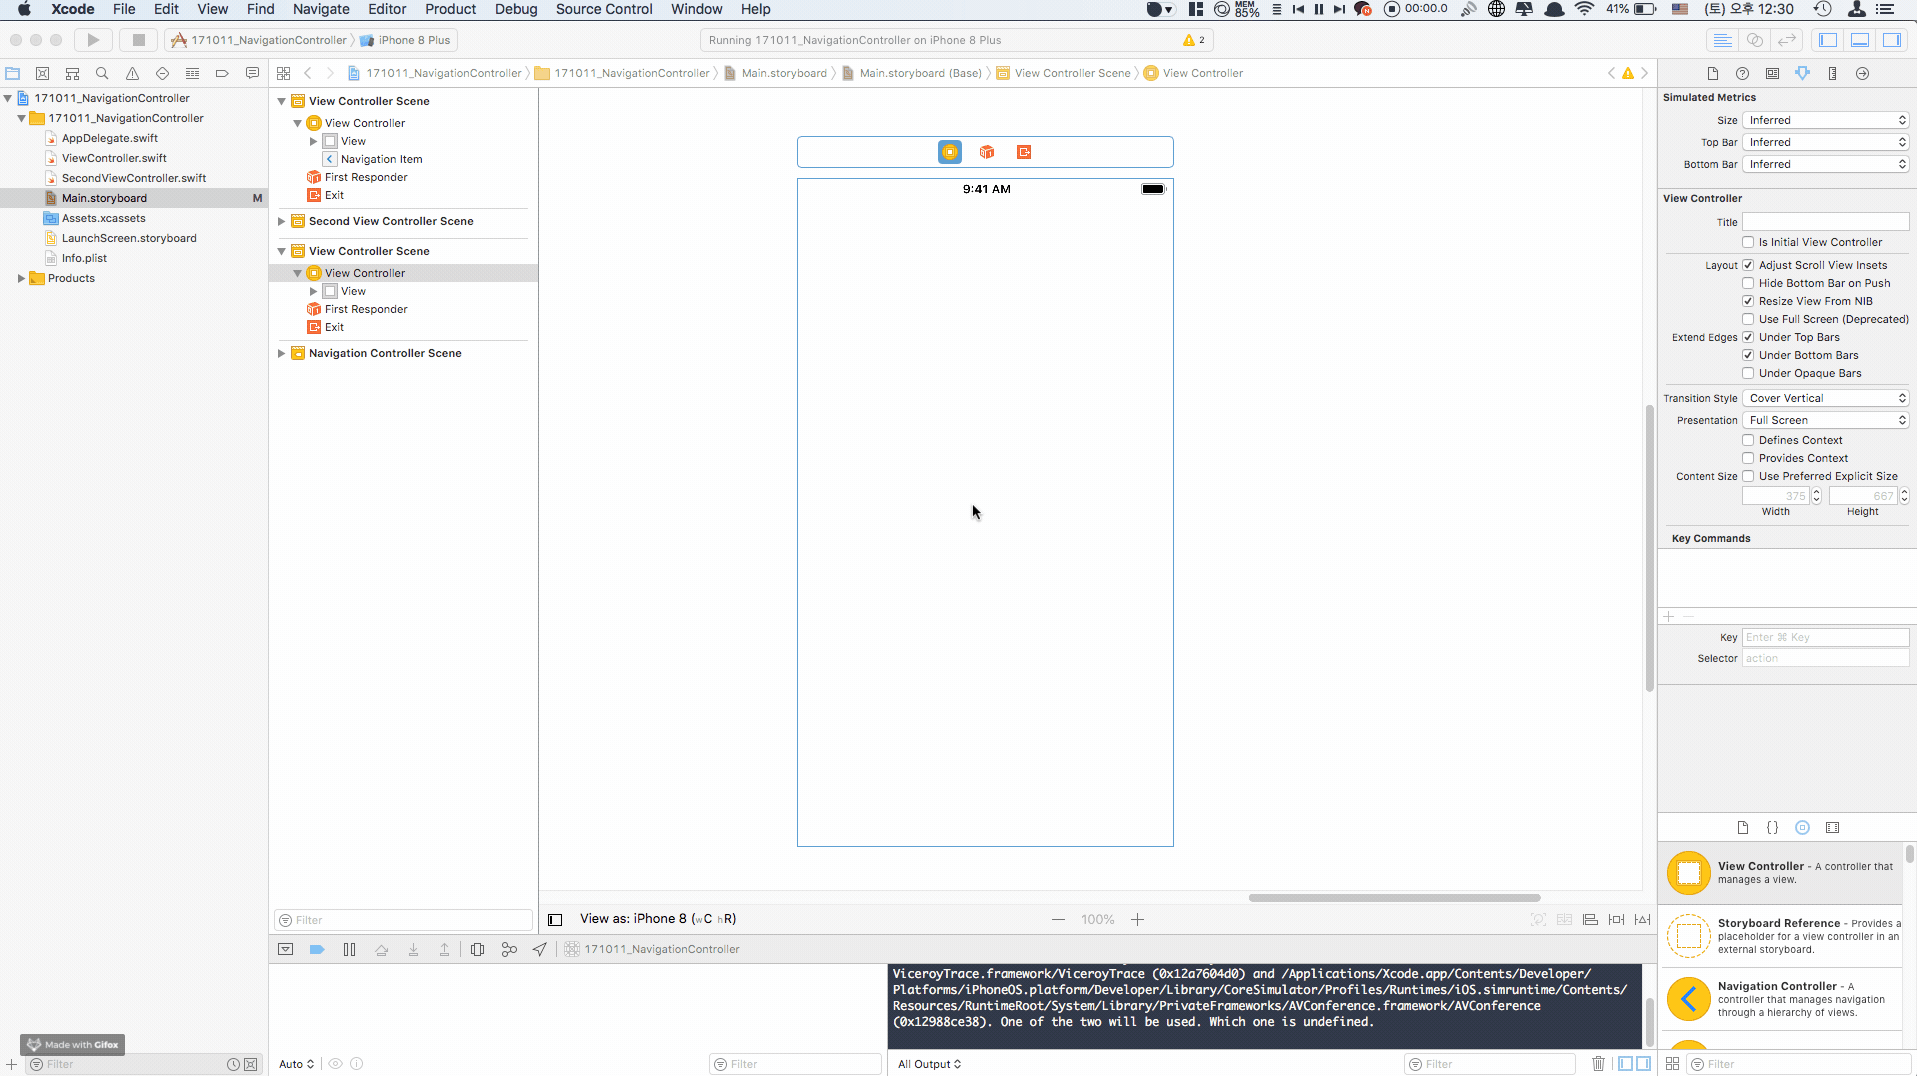 Xcode File Edit View Find Navigate Editor Product Debug Source Control Window Help
MEM 85% 00:00.0 41% (토) 오후 12:30
171011_NavigationController iPhone 8 Plus
Running 171011_NavigationController on iPhone 8 Plus 2
171011_NavigationController 171011_NavigationController Main.storyboard Main.storyboard (Base) View Controller Scene View Controller
171011_NavigationController
171011_NavigationController
AppDelegate.swift
ViewController.swift
SecondViewController.swift
Main.storyboard M
Assets.xcassets
LaunchScreen.storyboard
Info.plist
Products
View Controller Scene
View Controller
View
Navigation Item
First Responder
Exit
Second View Controller Scene
View Controller Scene
View Controller
View
First Responder
Exit
Navigation Controller Scene
Filter
9:41 AM
View as: iPhone 8 (wC hR)
100%
171011_NavigationController
ViceroyTrace.framework/ViceroyTrace (0x12a7604d0) and /Applications/Xcode.app/Contents/Developer/
Platforms/iPhoneOS.platform/Developer/Library/CoreSimulator/Profiles/Runtimes/iOS.simruntime/Contents/
Resources/RuntimeRoot/System/Library/PrivateFrameworks/AVConference.framework/AVConference
(0x12988ce38). One of the two will be used. Which one is undefined.
Made with Gifox
Filter
Auto
Filter
All Output
Filter
Simulated Metrics
Size Inferred
Top Bar Inferred
Bottom Bar Inferred
View Controller
Title
Is Initial View Controller
Layout Adjust Scroll View Insets
Hide Bottom Bar on Push
Resize View From NIB
Use Full Screen (Deprecated)
Extend Edges Under Top Bars
Under Bottom Bars
Under Opaque Bars
Transition Style Cover Vertical
Presentation Full Screen
Defines Context
Provides Context
Content Size Use Preferred Explicit Size
375 667
Width Height
Key Commands
Key Enter ⌘ Key
Selector action
View Controller - A controller that
manages a view.
Storyboard Reference - Provides a
placeholder for a view controller in an
external storyboard.
Navigation Controller - A
controller that manages navigation
through a hierarchy of views.
Filter